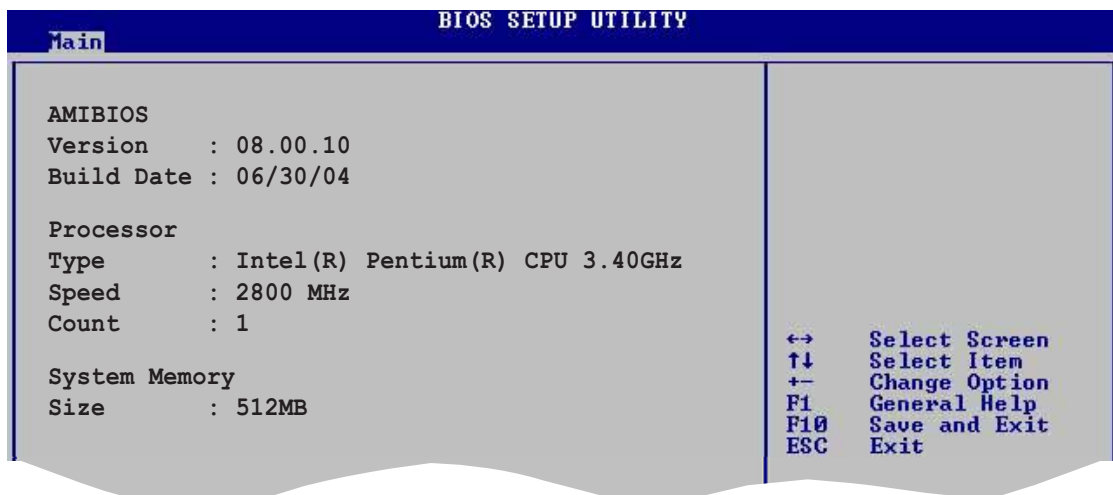 BIOS SETUP UTILITY
Main
AMIBIOS
Version : 08.00.10
Build Date : 06/30/04
Processor
Type : Intel(R) Pentium(R) CPU 3.40GHz
Speed : 2800 MHz
Count : 1
System Memory
Size : 512MB
←→ Select Screen
↑↓ Select Item
+- Change Option
F1 General Help
F10 Save and Exit
ESC Exit